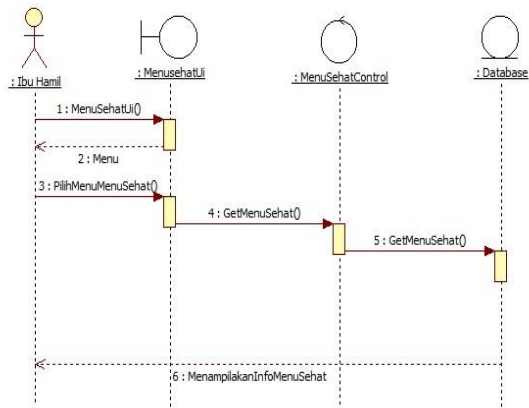 : Ibu Hamil
: MenusehatUi
: MenuSehatControl
: Database
1 : MenuSehatUi()
2 : Menu
3 : PilihMenuMenuSehat()
4 : GetMenuSehat()
5 : GetMenuSehat()
6 : MenampilakanInfoMenuSehat